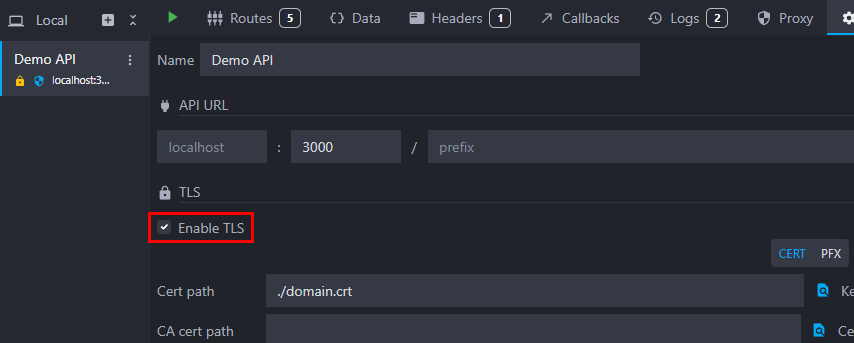 Local
Routes 5 Data Headers 1 Callbacks Logs 2 Proxy
Demo API
localhost:3...
Name Demo API
API URL
localhost : 3000 / prefix
TLS
Enable TLS
CERT PFX
Cert path ./domain.crt Ke
CA cert path Ce